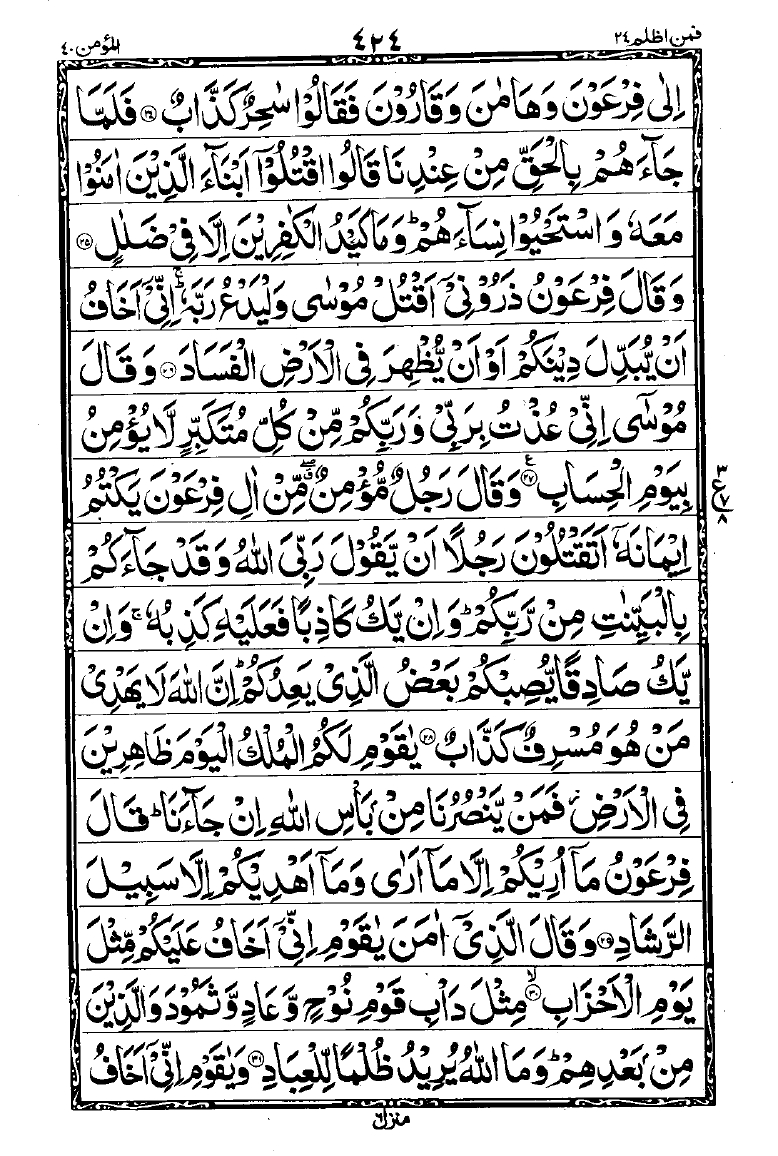 فمن اظلم ٢٤ ٤٢٤ المؤمن ٤٠
اِلٰى فِرْعَوْنَ وَهَامٰنَ وَقَارُوْنَ فَقَالُوْا سٰحِرٌ كَذَّابٌ ﴿٢٤﴾ فَلَمَّا
جَآءَهُمْ بِالْحَقِّ مِنْ عِنْدِنَا قَالُوا اقْتُلُوْٓا اَبْنَآءَ الَّذِيْنَ اٰمَنُوْا
مَعَهٗ وَاسْتَحْيُوْا نِسَآءَهُمْ ؕ وَمَا كَيْدُ الْكٰفِرِيْنَ اِلَّا فِيْ ضَلٰلٍ ﴿٢٥﴾
وَقَالَ فِرْعَوْنُ ذَرُوْنِيْٓ اَقْتُلْ مُوْسٰى وَلْيَدْعُ رَبَّهٗ ۚ اِنِّيْٓ اَخَافُ
اَنْ يُّبَدِّلَ دِيْنَكُمْ اَوْ اَنْ يُّظْهِرَ فِى الْاَرْضِ الْفَسَادَ ﴿٢٦﴾ وَقَالَ
مُوْسٰٓى اِنِّيْ عُذْتُ بِرَبِّيْ وَرَبِّكُمْ مِّنْ كُلِّ مُتَكَبِّرٍ لَّا يُؤْمِنُ
بِيَوْمِ الْحِسَابِ ﴿٢٧﴾ ع وَقَالَ رَجُلٌ مُّؤْمِنٌ ۖ مِّنْ اٰلِ فِرْعَوْنَ يَكْتُمُ
٣ ع ٧ ٨
اِيْمَانَهٗٓ اَتَقْتُلُوْنَ رَجُلًا اَنْ يَّقُوْلَ رَبِّيَ اللّٰهُ وَقَدْ جَآءَكُمْ
بِالْبَيِّنٰتِ مِنْ رَّبِّكُمْ ؕ وَاِنْ يَّكُ كَاذِبًا فَعَلَيْهِ كَذِبُهٗ ۚ وَاِنْ
يَّكُ صَادِقًا يُّصِبْكُمْ بَعْضُ الَّذِيْ يَعِدُكُمْ ؕ اِنَّ اللّٰهَ لَا يَهْدِيْ
مَنْ هُوَ مُسْرِفٌ كَذَّابٌ ﴿٢٨﴾ يٰقَوْمِ لَكُمُ الْمُلْكُ الْيَوْمَ ظَاهِرِيْنَ
فِى الْاَرْضِ ؗ فَمَنْ يَّنْصُرُنَا مِنْۢ بَاْسِ اللّٰهِ اِنْ جَآءَنَا ؕ قَالَ
فِرْعَوْنُ مَآ اُرِيْكُمْ اِلَّا مَآ اَرٰى وَمَآ اَهْدِيْكُمْ اِلَّا سَبِيْلَ
الرَّشَادِ ﴿٢٩﴾ وَقَالَ الَّذِيْٓ اٰمَنَ يٰقَوْمِ اِنِّيْٓ اَخَافُ عَلَيْكُمْ مِّثْلَ
يَوْمِ الْاَحْزَابِ ﴿٣٠﴾ۙ مِثْلَ دَاْبِ قَوْمِ نُوْحٍ وَّعَادٍ وَّثَمُوْدَ وَالَّذِيْنَ
مِنْۢ بَعْدِهِمْ ؕ وَمَا اللّٰهُ يُرِيْدُ ظُلْمًا لِّلْعِبَادِ ﴿٣١﴾ وَيٰقَوْمِ اِنِّيْٓ اَخَافُ
منزل ٦